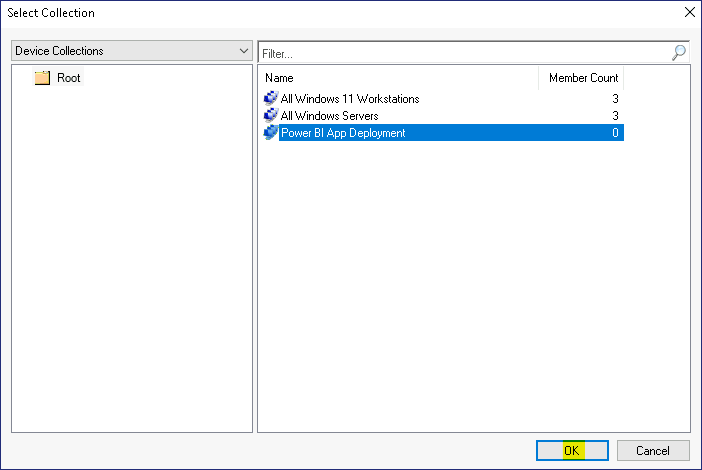 Select Collection
Device Collections
Filter...
Root
Name Member Count
All Windows 11 Workstations 3
All Windows Servers 3
Power BI App Deployment 0
OK Cancel